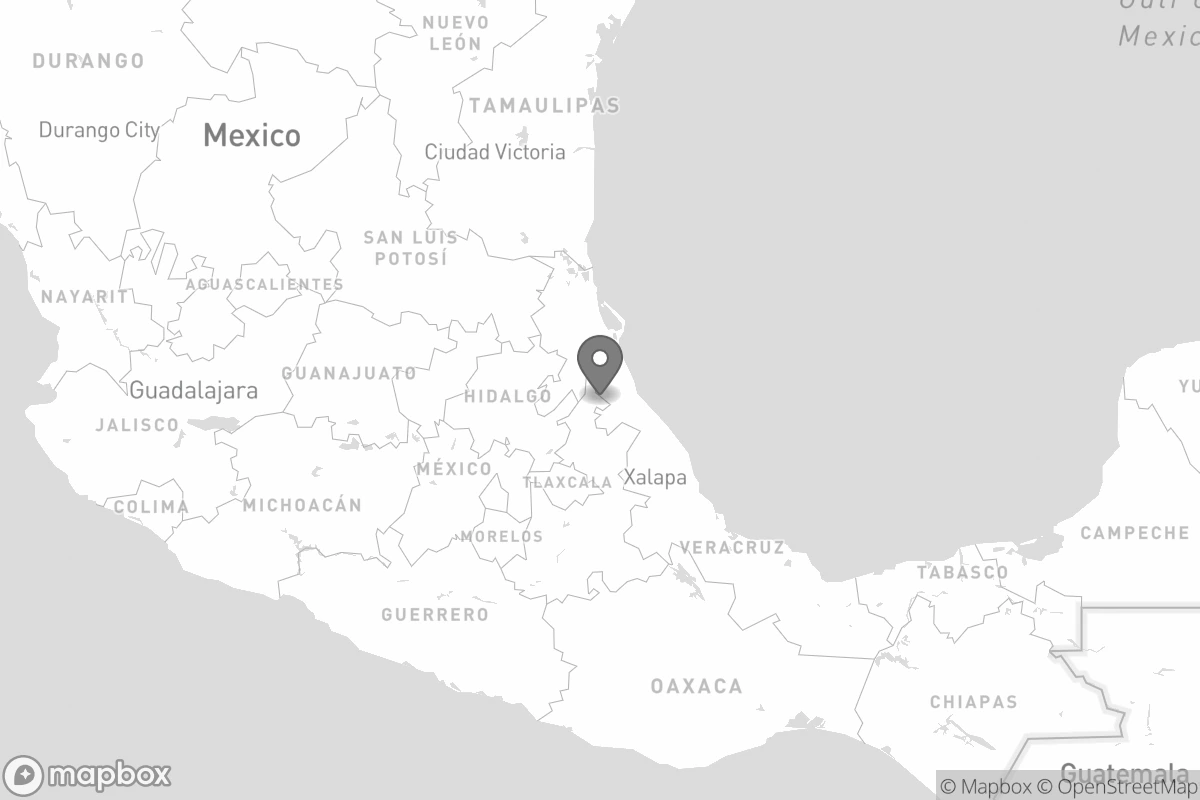 Gulf of
Mexic
NUEVO
LEÓN
DURANGO
TAMAULIPAS
Durango City
Mexico
Ciudad Victoria
SAN LUIS
POTOSÍ
AGUASCALIENTES
NAYARIT
GUANAJUATO
YU
Guadalajara
HIDALGO
JALISCO
MÉXICO
Xalapa
TLAXCALA
COLIMA
MICHOACÁN
MORELOS
CAMPECHE
VERACRUZ
TABASCO
GUERRERO
OAXACA
CHIAPAS
Guatemala
mapbox
© Mapbox © OpenStreetMap